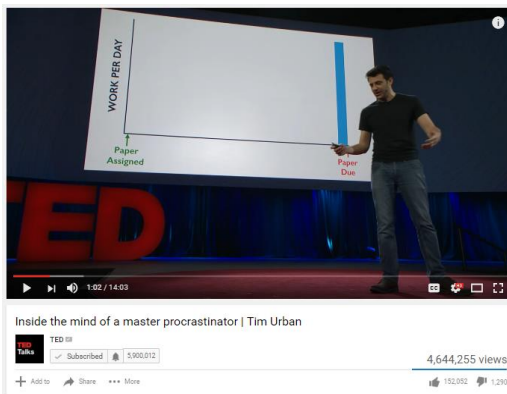 WORK PER DAY
Paper
Assigned
Paper
Due
TED
1:02 / 14:03
CC
HD
Inside the mind of a master procrastinator | Tim Urban
TED
Talks
TED
Subscribed
5,900,012
4,644,255 views
Add to
Share
More
152,052
1,290